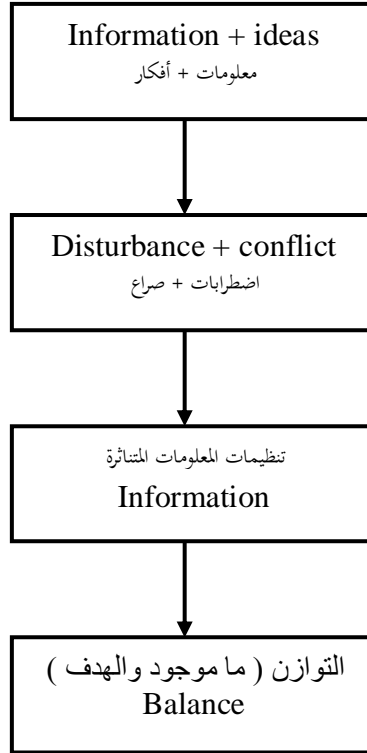 Information + ideas
معلومات + أفكار
Disturbance + conflict
اضطرابات + صراع
تنظيمات المعلومات المتناثرة
Information
التوازن ( ما موجود والهدف )
Balance